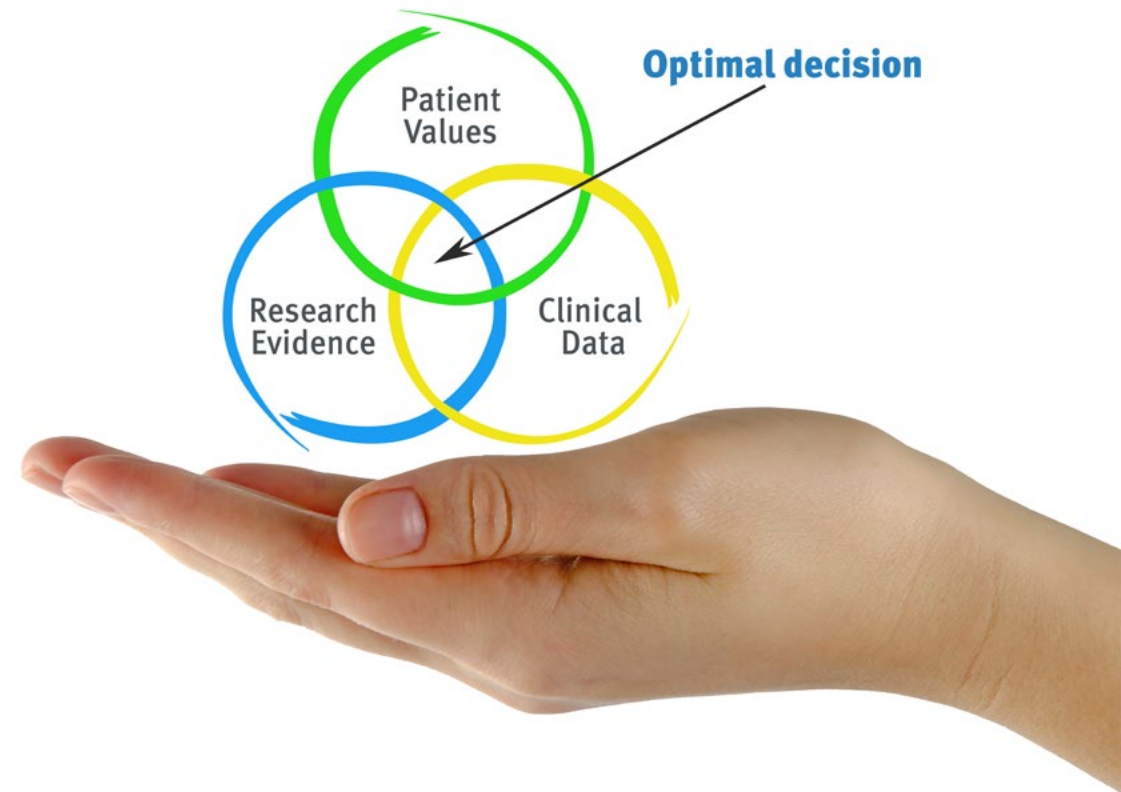 Optimal decision
Patient
Values
Research
Evidence
Clinical
Data